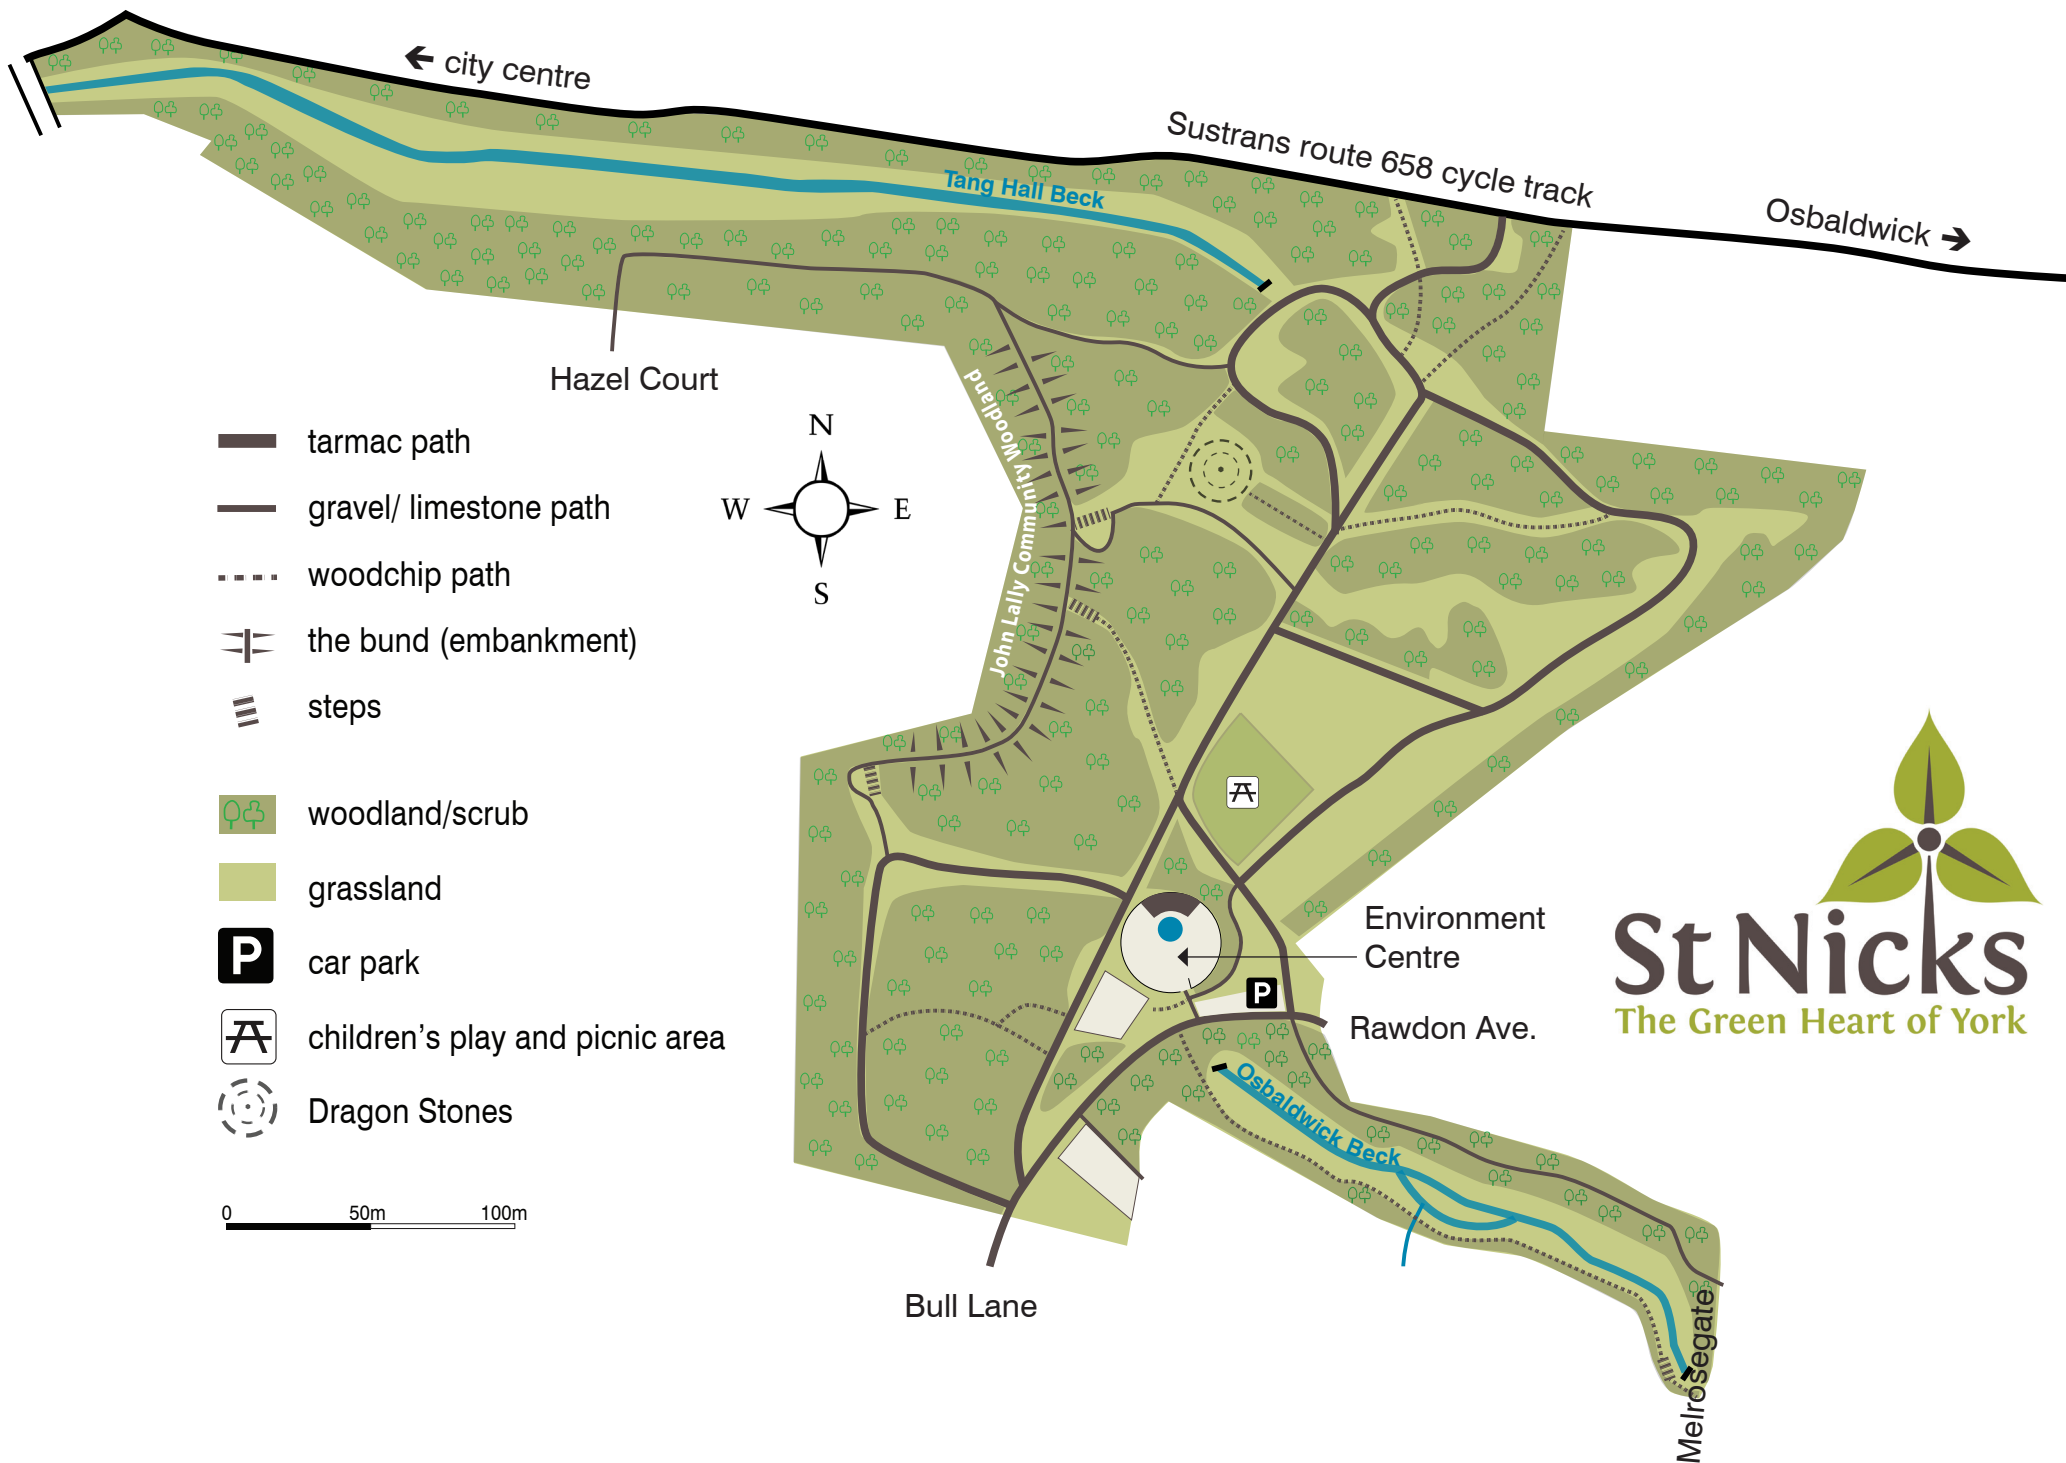 ← city centre
Sustrans route 658 cycle track
Osbaldwick →
Tang Hall Beck
Hazel Court
John Lally Community Woodland
tarmac path
gravel/ limestone path
woodchip path
the bund (embankment)
steps
woodland/scrub
grassland
P
car park
children's play and picnic area
Dragon Stones
0 50m 100m
N
W E
S
Environment
Centre
P
Rawdon Ave.
Osbaldwick Beck
Bull Lane
Melrosegate
St Nicks
The Green Heart of York